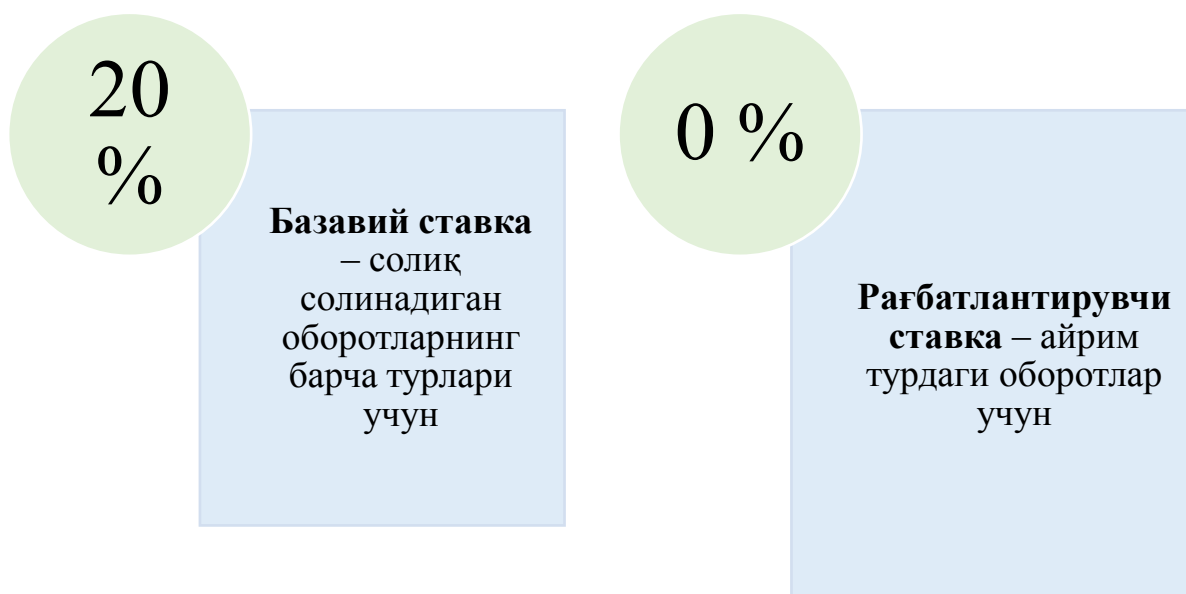 20
%
Базавий ставка
– солиқ
солинадиган
оборотларнинг
барча турлари
учун
0 %
Рағбатлантирувчи
ставка – айрим
турдаги оборотлар
учун